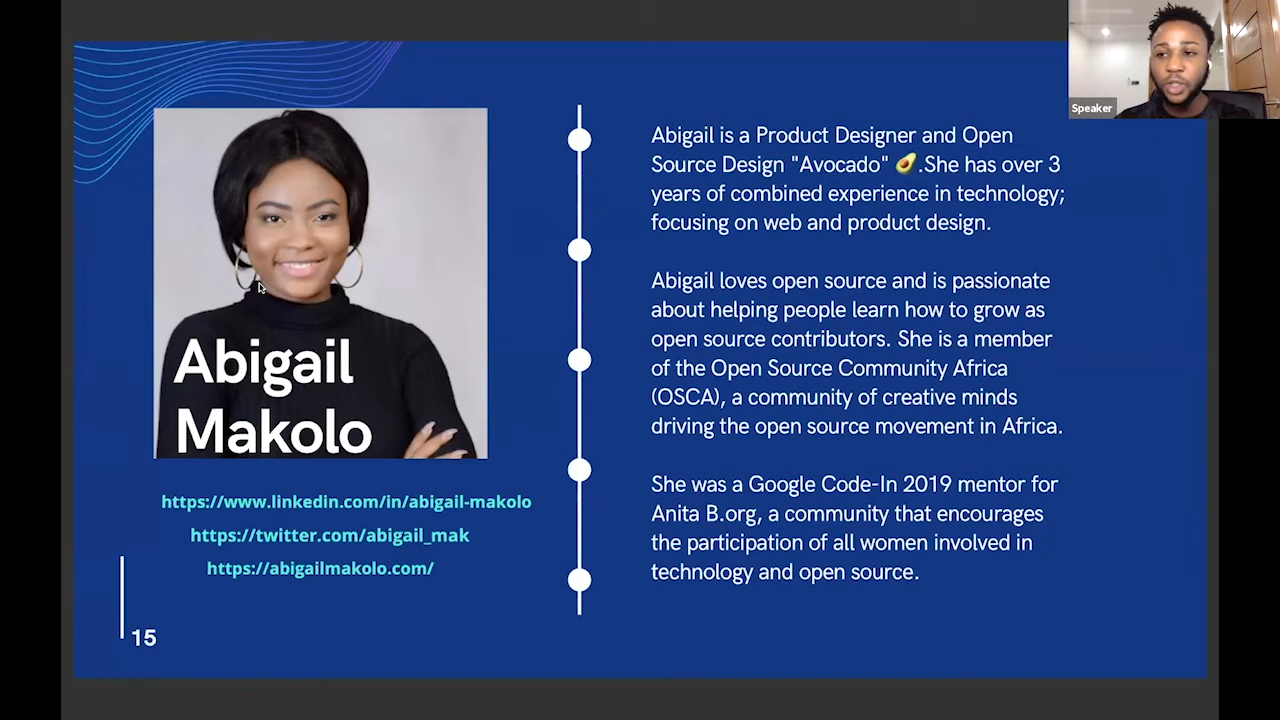 Speaker
Abigail
Makolo
https://www.linkedin.com/in/abigail-makolo
https://twitter.com/abigail_mak
https://abigailmakolo.com/
15
Abigail is a Product Designer and Open
Source Design "Avocado" 🥑.She has over 3
years of combined experience in technology;
focusing on web and product design.
Abigail loves open source and is passionate
about helping people learn how to grow as
open source contributors. She is a member
of the Open Source Community Africa
(OSCA), a community of creative minds
driving the open source movement in Africa.
She was a Google Code-In 2019 mentor for
Anita B.org, a community that encourages
the participation of all women involved in
technology and open source.